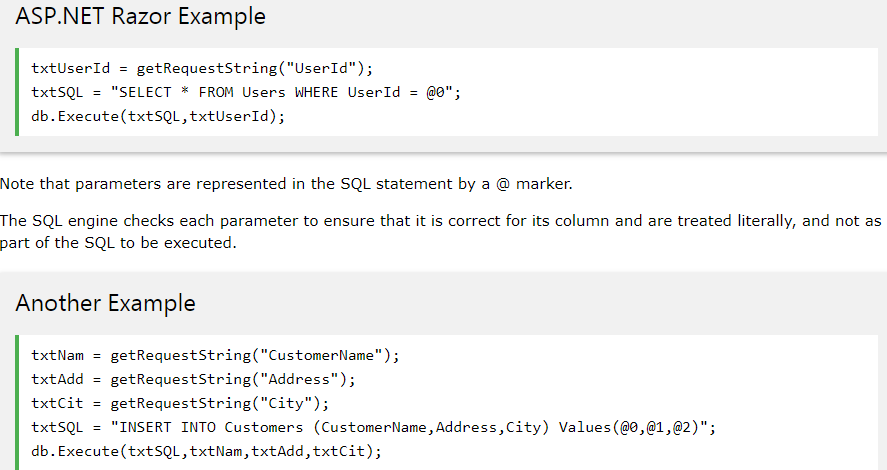 ASP.NET Razor Example
txtUserId = getRequestString("UserId");
txtSQL = "SELECT * FROM Users WHERE UserId = @0";
db.Execute(txtSQL,txtUserId);
Note that parameters are represented in the SQL statement by a @ marker.
The SQL engine checks each parameter to ensure that it is correct for its column and are treated literally, and not as
part of the SQL to be executed.
Another Example
txtNam = getRequestString("CustomerName");
txtAdd = getRequestString("Address");
txtCit = getRequestString("City");
txtSQL = "INSERT INTO Customers (CustomerName,Address,City) Values(@0,@1,@2)";
db.Execute(txtSQL,txtNam,txtAdd,txtCit);